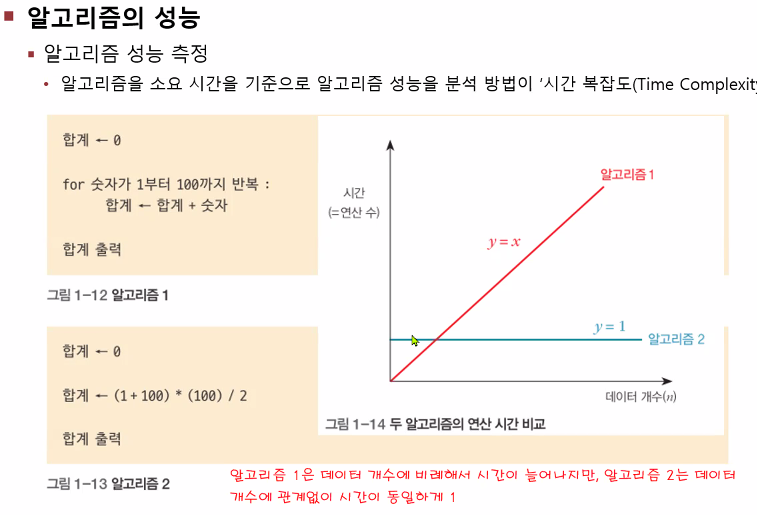 알고리즘의 성능
알고리즘 성능 측정
알고리즘을 소요 시간을 기준으로 알고리즘 성능을 분석 방법이 '시간 복잡도(Time Complexity
합계 ← 0
for 숫자가 1부터 100까지 반복 :
합계 ← 합계 + 숫자
합계 출력
그림 1-12 알고리즘 1
시간
(=연산 수)
알고리즘 1
y = x
y = 1
알고리즘 2
데이터 개수(n)
그림 1-14 두 알고리즘의 연산 시간 비교
합계 ← 0
합계 ← (1 + 100) * (100) / 2
합계 출력
그림 1-13 알고리즘 2
알고리즘 1은 데이터 개수에 비례해서 시간이 늘어나지만, 알고리즘 2는 데이터
개수에 관계없이 시간이 동일하게 1